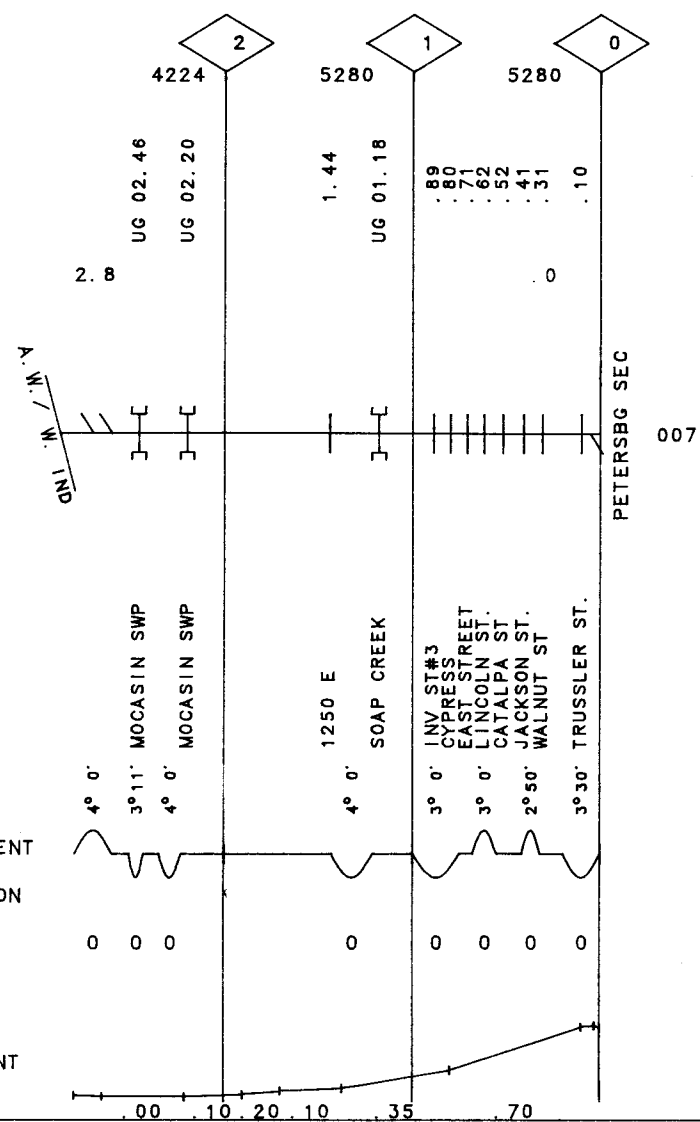 2 1 0
4224 5280 5280
UG 02.46
UG 02.20
1.44
UG 01.18
.89
.80
.71
.62
.52
.41
.31
.10
2.8 .0
A.W./W. IND
PETERSBG SEC
007
MOCASIN SWP
MOCASIN SWP
1250 E
SOAP CREEK
INV ST#3
CYPRESS
EAST STREET
LINCOLN ST.
CATALPA ST
JACKSON ST.
WALNUT ST
TRUSSLER ST.
4° 0' 3°11' 4° 0' 4° 0' 3° 0' 3° 0' 2°50' 3°30'
ENT
ON
0 0 0 0 0 0 0 0
NT
.00 .10 .20 .10 .35 .70